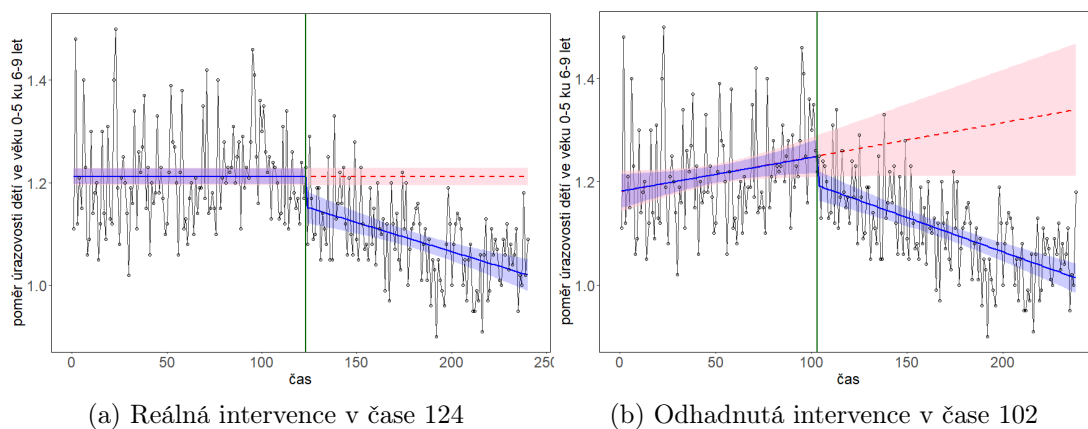 poměr úrazovosti dětí ve věku 0-5 ku 6-9 let
1.4
1.2
1.0
0
50
100
150
200
250
čas
(a) Reálná intervence v čase 124
poměr úrazovosti dětí ve věku 0-5 ku 6-9 let
1.4
1.2
1.0
0
50
100
150
200
čas
(b) Odhadnutá intervence v čase 102